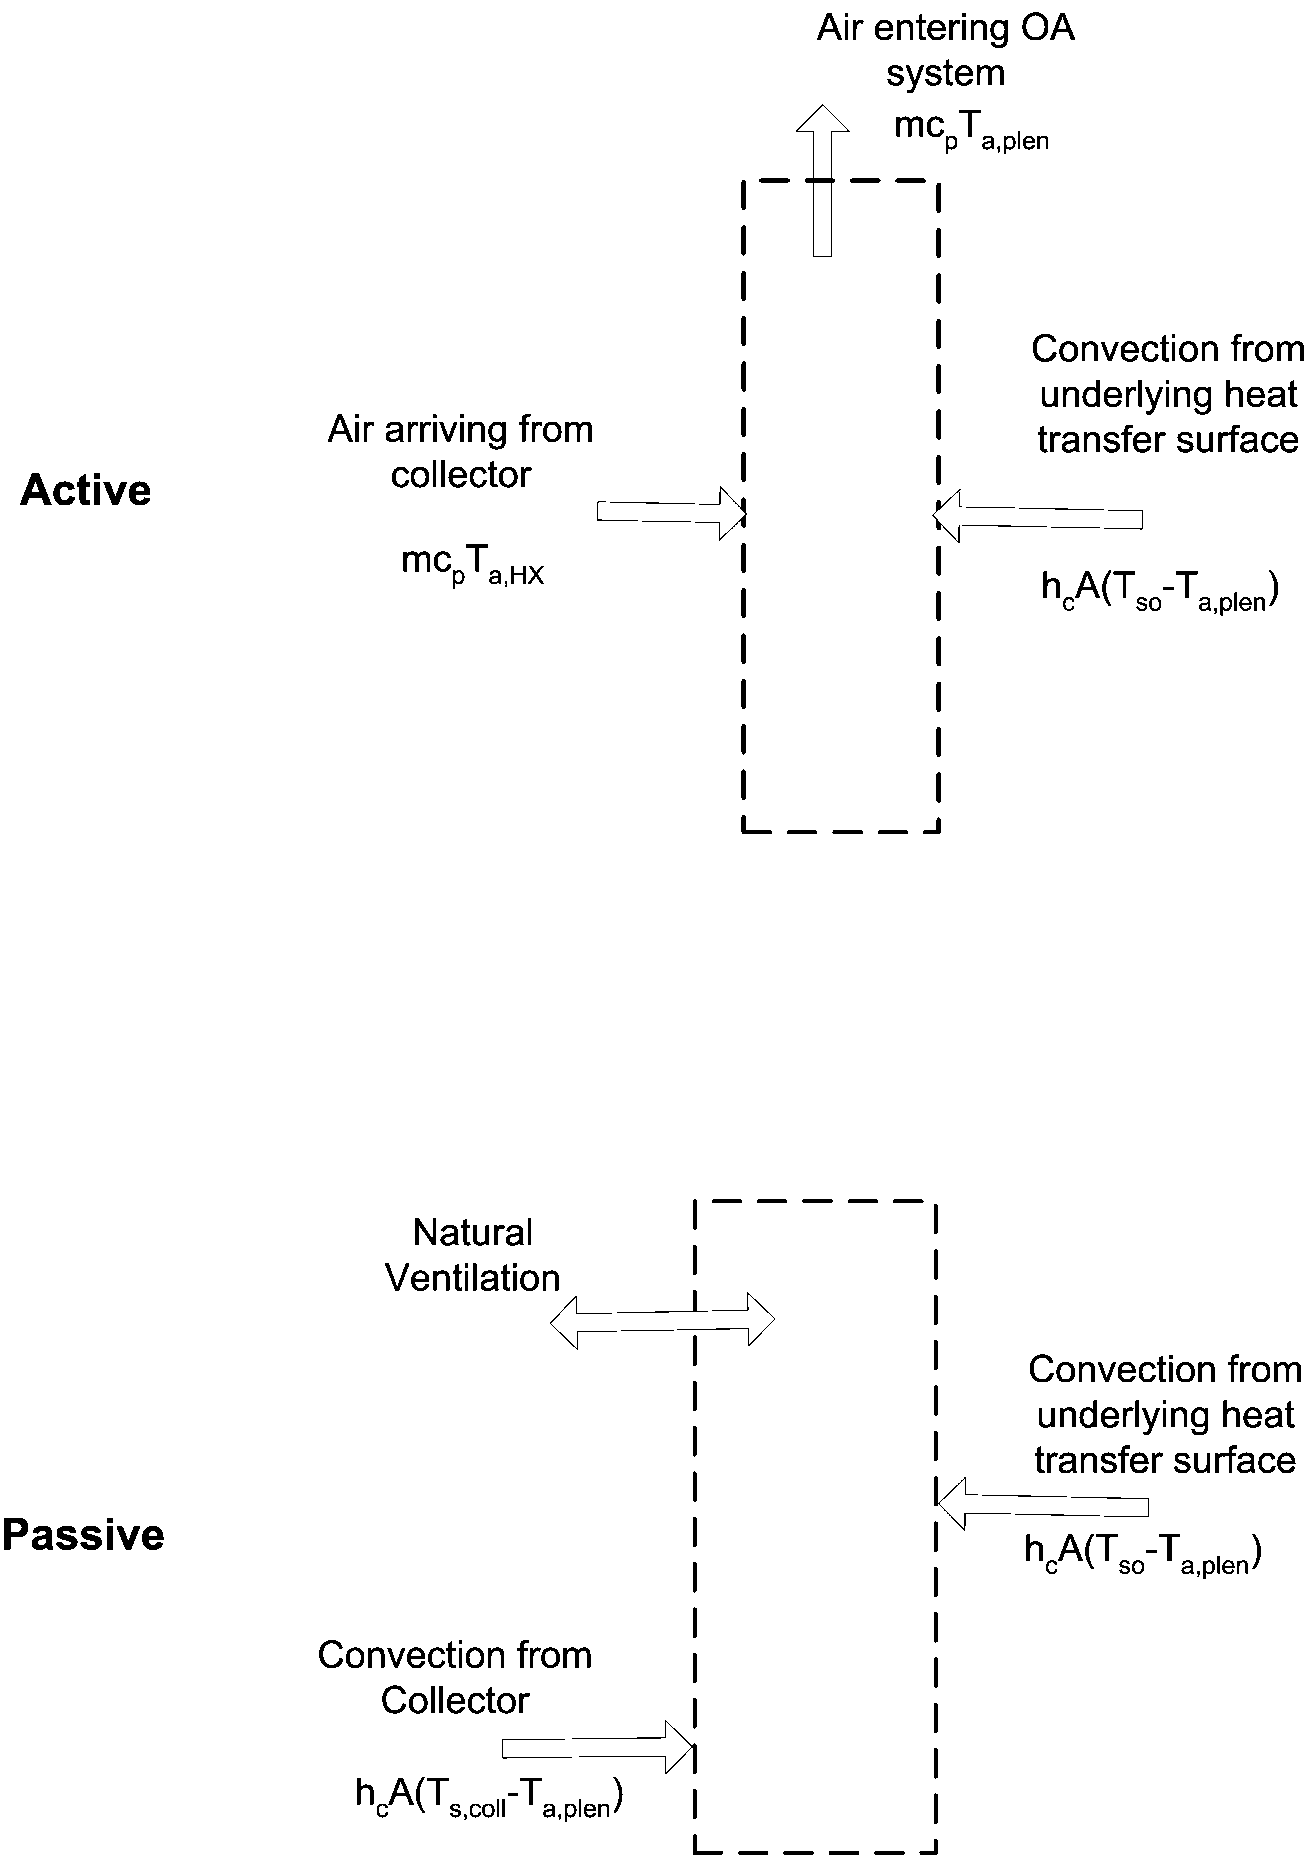 Air entering OA
system
mcpTa,plen
Convection from
underlying heat
transfer surface
Air arriving from
collector
Active
mcpTa,HX
hcA(Tso-Ta,plen)
Natural
Ventilation
Convection from
underlying heat
transfer surface
Passive
hcA(Tso-Ta,plen)
Convection from
Collector
hcA(Ts,coll-Ta,plen)